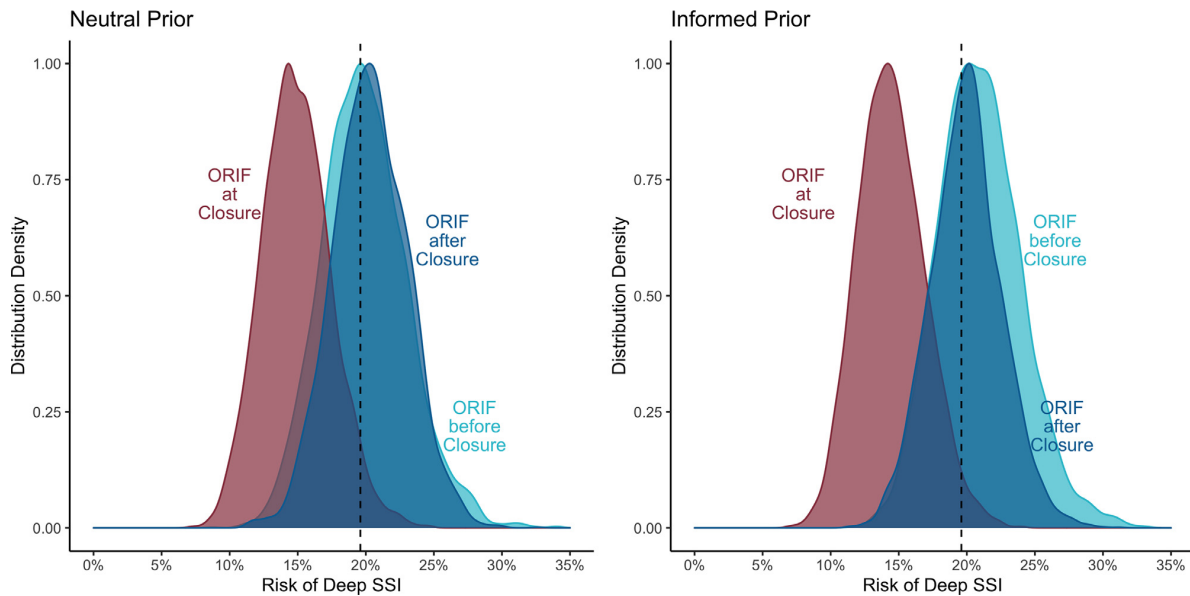 Neutral Prior
Distribution Density
1.00
0.75
0.50
0.25
0.00
ORIF
at
Closure
ORIF
after
Closure
ORIF
before
Closure
0% 5% 10% 15% 20% 25% 30% 35%
Risk of Deep SSI
Informed Prior
Distribution Density
1.00
0.75
0.50
0.25
0.00
ORIF
at
Closure
ORIF
before
Closure
ORIF
after
Closure
0% 5% 10% 15% 20% 25% 30% 35%
Risk of Deep SSI